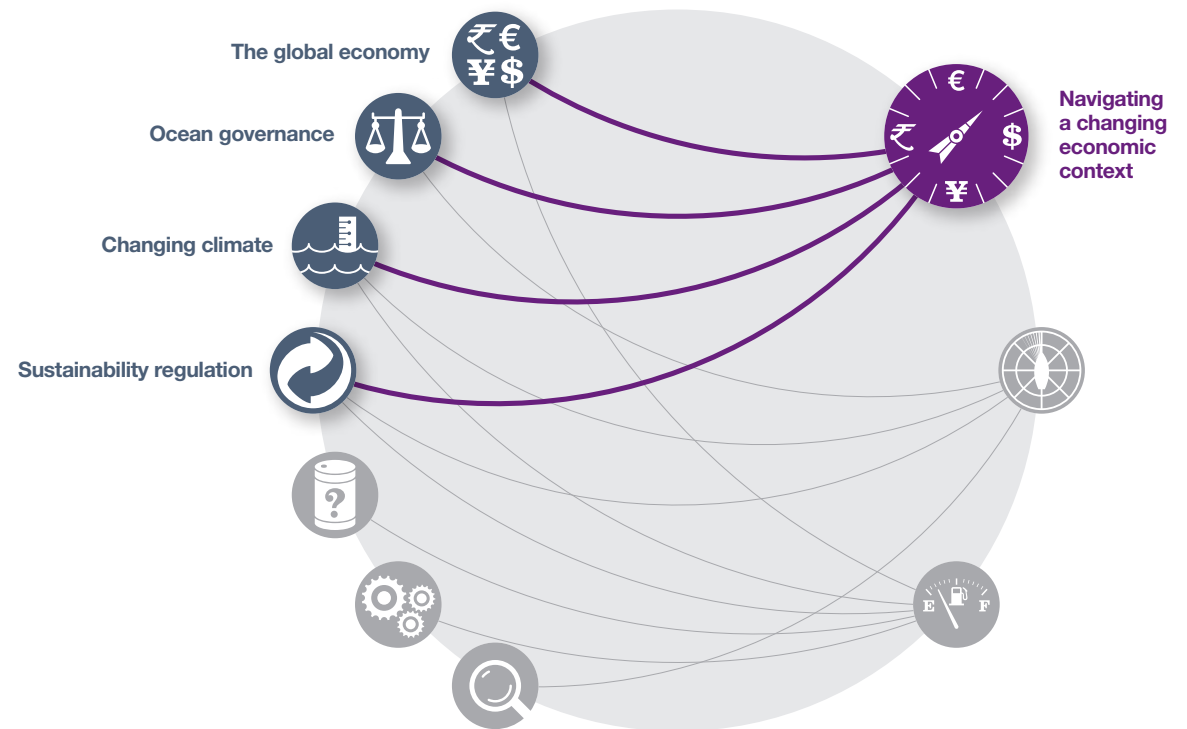 The global economy
₹ €
¥ $
Ocean governance
Changing climate
Sustainability regulation
?
€
₹
$
¥
Navigating
a changing
economic
context
E F